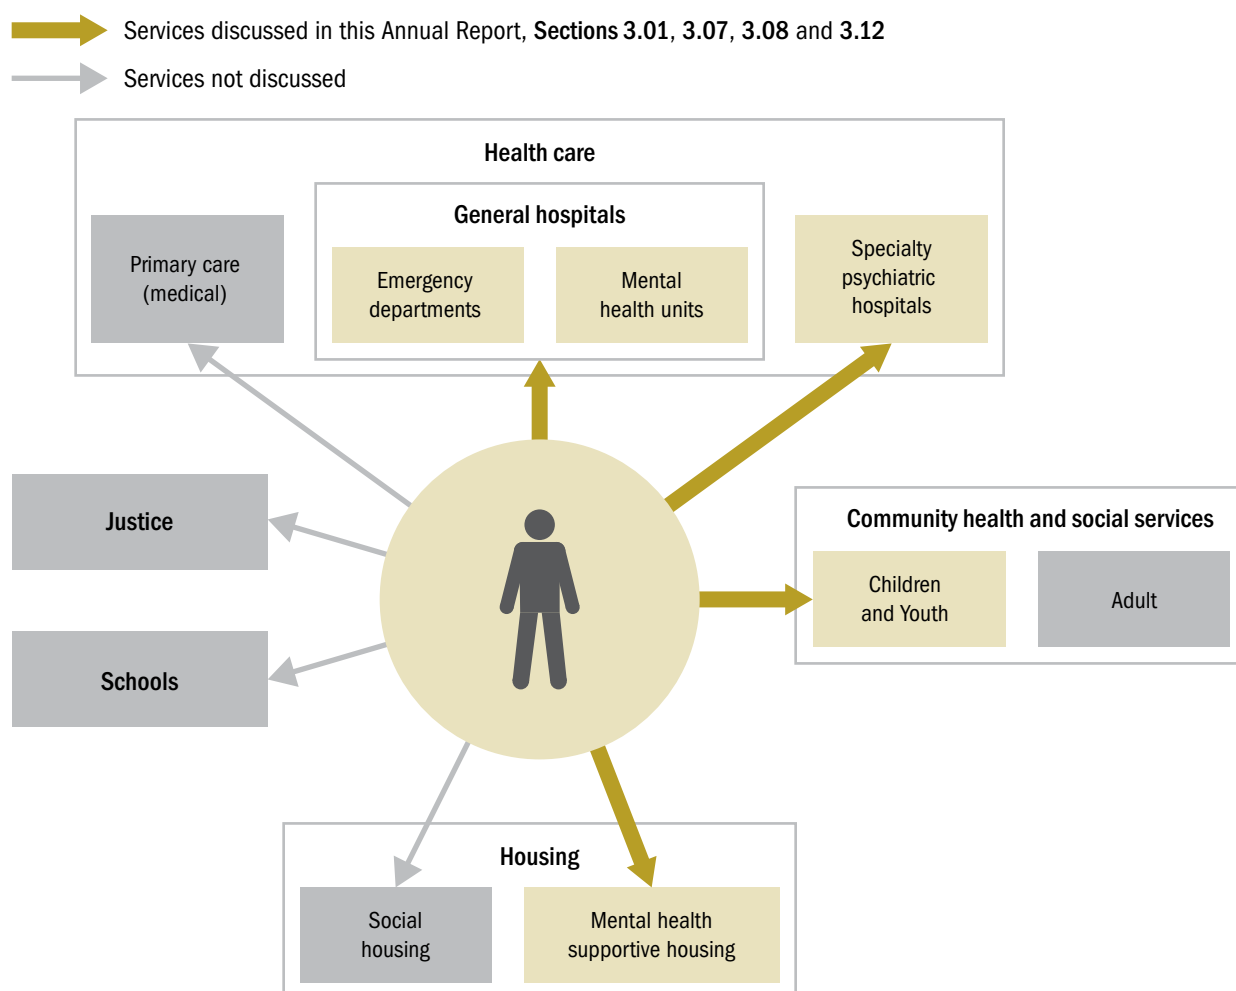 Services discussed in this Annual Report, Sections 3.01, 3.07, 3.08 and 3.12
Services not discussed
Health care
General hospitals
Primary care
(medical)
Emergency
departments
Mental
health units
Specialty
psychiatric
hospitals
Justice
Schools
Community health and social services
Children
and Youth
Adult
Housing
Social
housing
Mental health
supportive housing